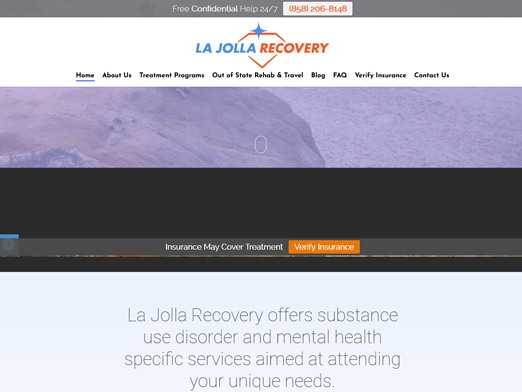 Free Confidential Help 24/7 (858) 206-8148
LA JOLLA RECOVERY
Home About Us Treatment Programs Out of State Rehab & Travel Blog FAQ Verify Insurance Contact Us
Insurance May Cover Treatment Verify Insurance
La Jolla Recovery offers substance
use disorder and mental health
specific services aimed at attending
your unique needs.